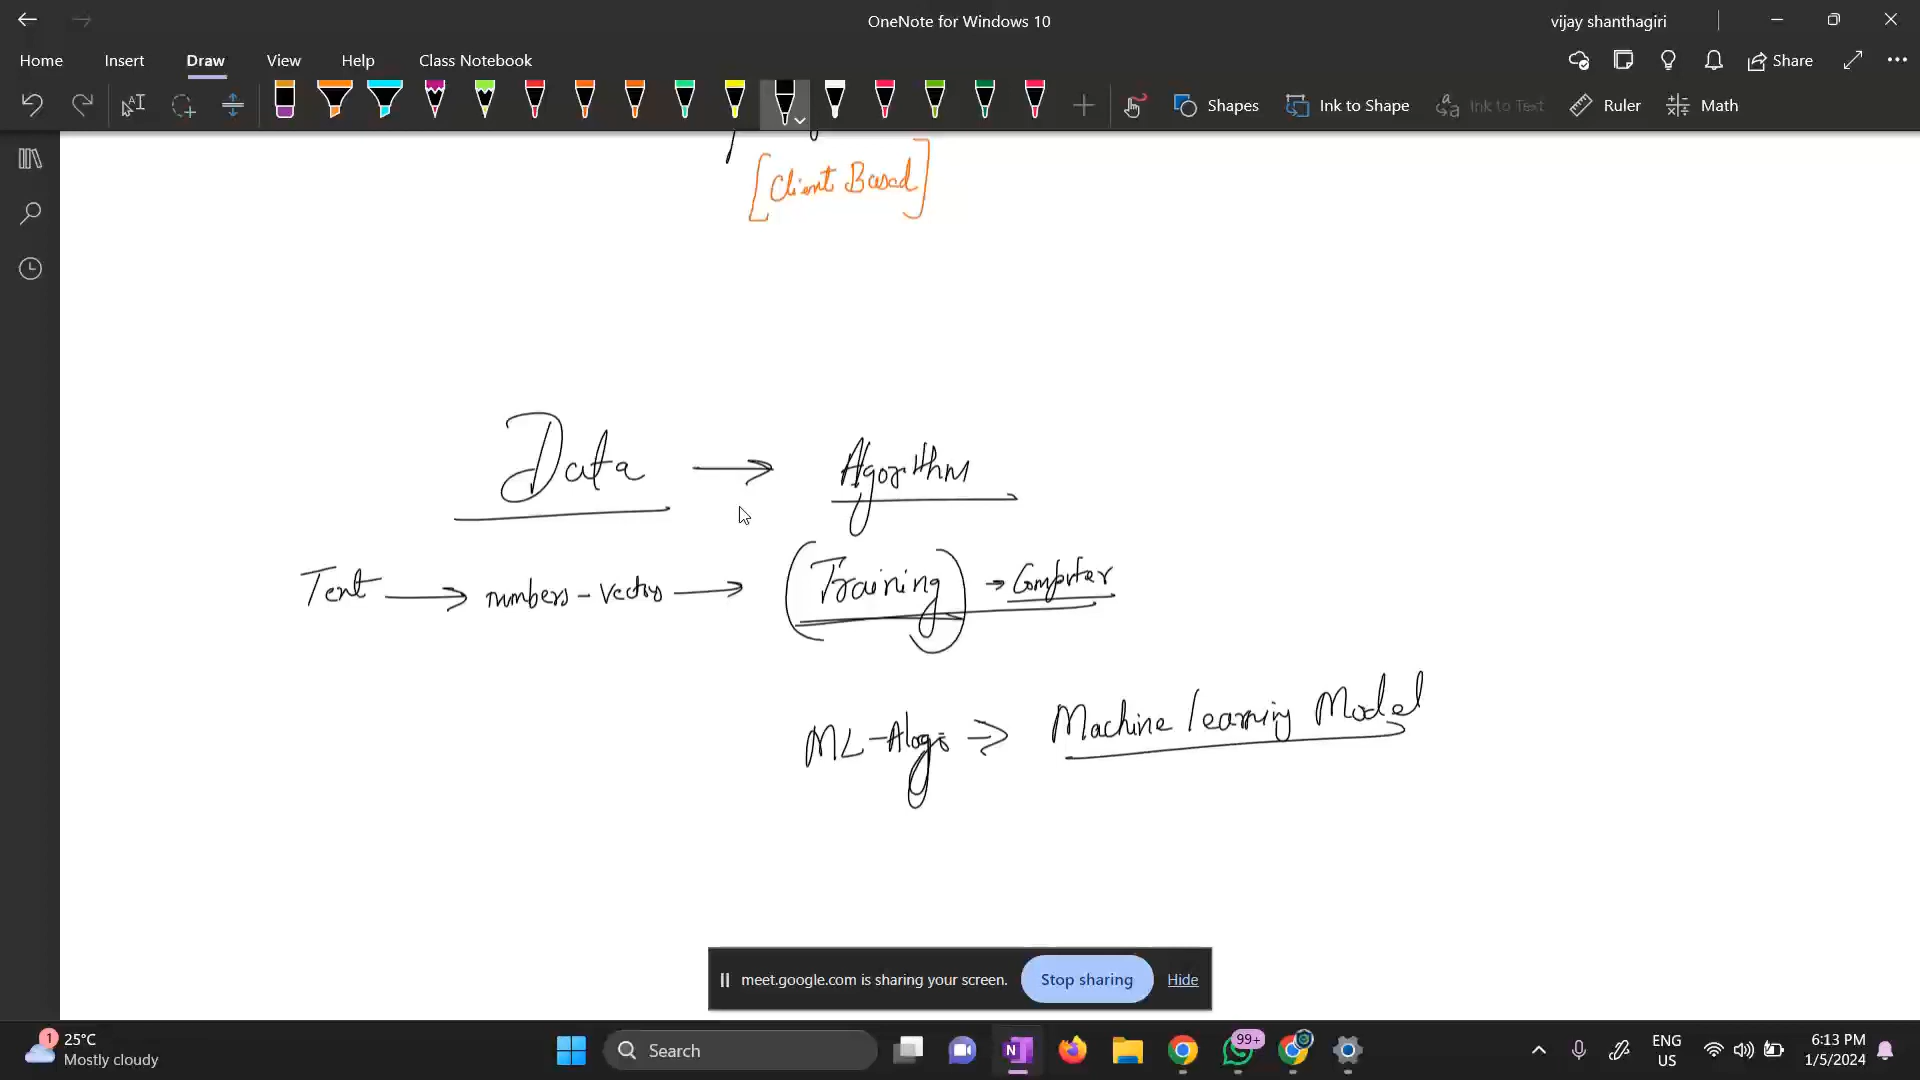 OneNote for Windows 10
vijay shanthagiri
Home Insert Draw View Help Class Notebook
Share
Shapes Ink to Shape Ink to Text Ruler Math
[Client Based]
Data → Algorithm
Text → numbers - vectors → (Training) → Computer
ML - Alogs => Machine learning Model
meet.google.com is sharing your screen. Stop sharing Hide
1 25°C
Mostly cloudy
Search
99+
ENG
US
6:13 PM
1/5/2024